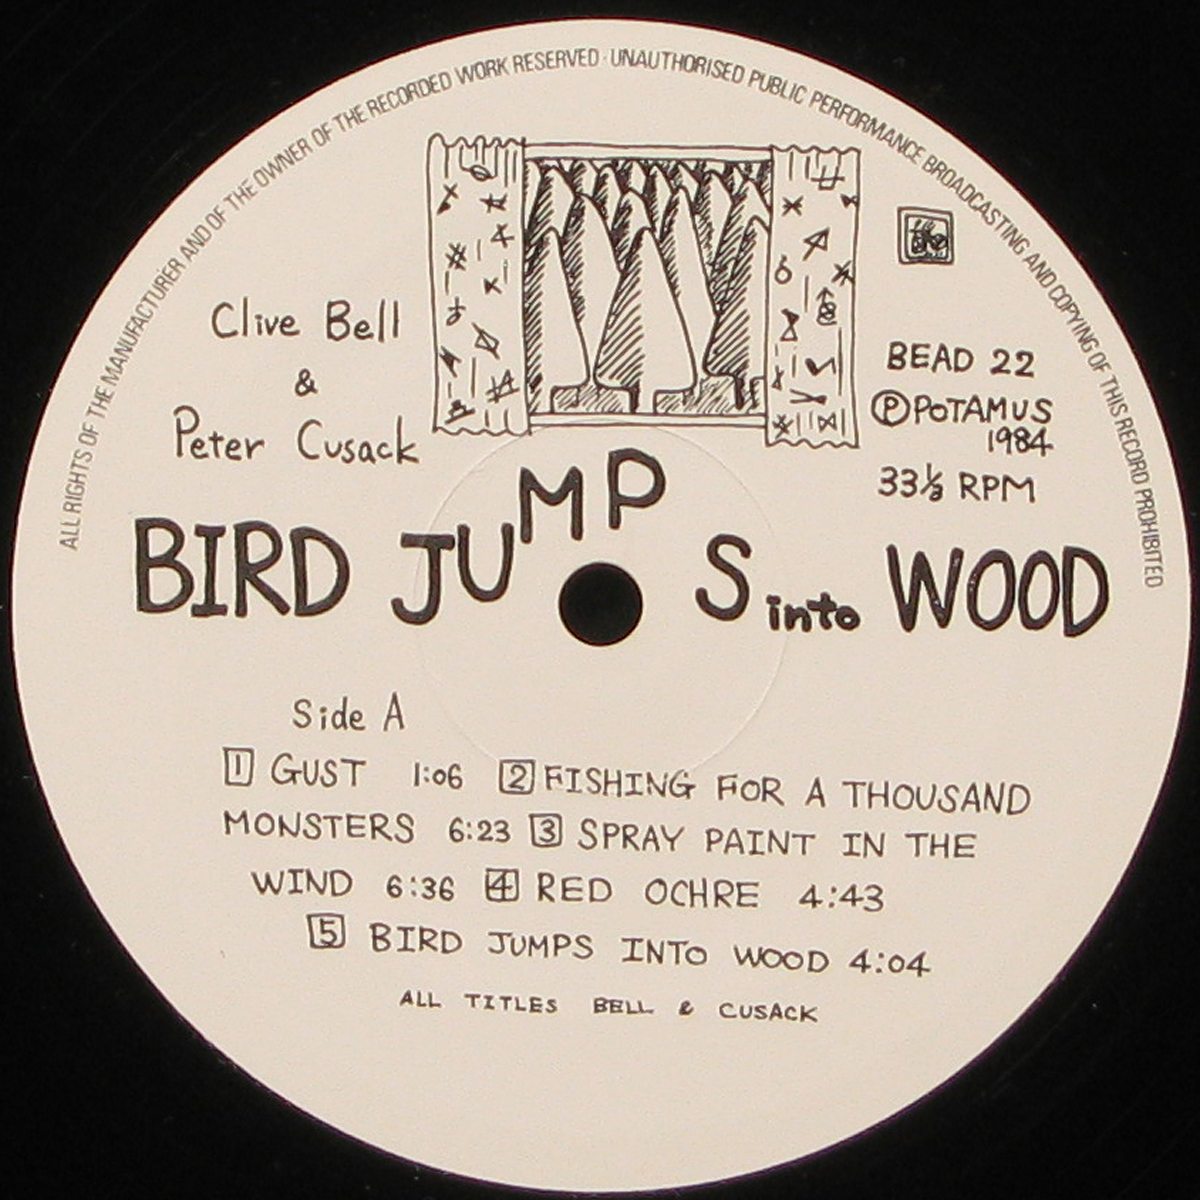 ALL RIGHTS OF THE MANUFACTURER AND OF THE OWNER OF THE RECORDED WORK RESERVED · UNAUTHORISED PUBLIC PERFORMANCE BROADCASTING AND COPYING OF THIS RECORD PROHIBITED
Clive Bell
&
Peter Cusack
BEAD 22
ⓅPOTAMUS
1984
33⅓ RPM
BIRD JUMPS into WOOD
Side A
1 GUST 1:06 2 FISHING FOR A THOUSAND
MONSTERS 6:23 3 SPRAY PAINT IN THE
WIND 6:36 4 RED OCHRE 4:43
5 BIRD JUMPS INTO WOOD 4:04
ALL TITLES BELL & CUSACK